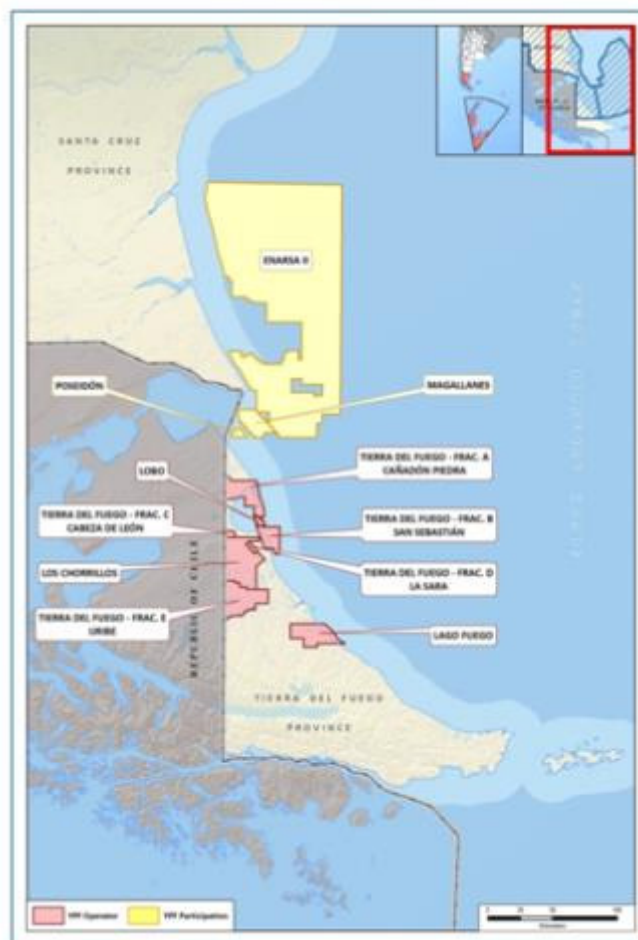 SANTA CRUZ
PROVINCE
ENARSA II
POSEIDÓN
MAGALLANES
LOBO
TIERRA DEL FUEGO - FRAC. A
CAÑADÓN PIEDRA
TIERRA DEL FUEGO - FRAC. C
CABEZA DE LEÓN
TIERRA DEL FUEGO - FRAC. B
SAN SEBASTIÁN
LOS CHORRILLOS
TIERRA DEL FUEGO - FRAC. D
LA SARA
TIERRA DEL FUEGO - FRAC. E
URIBE
LAGO FUEGO
REPUBLIC OF CHILE
TIERRA DEL FUEGO
PROVINCE
YPF Operator
YPF Participation